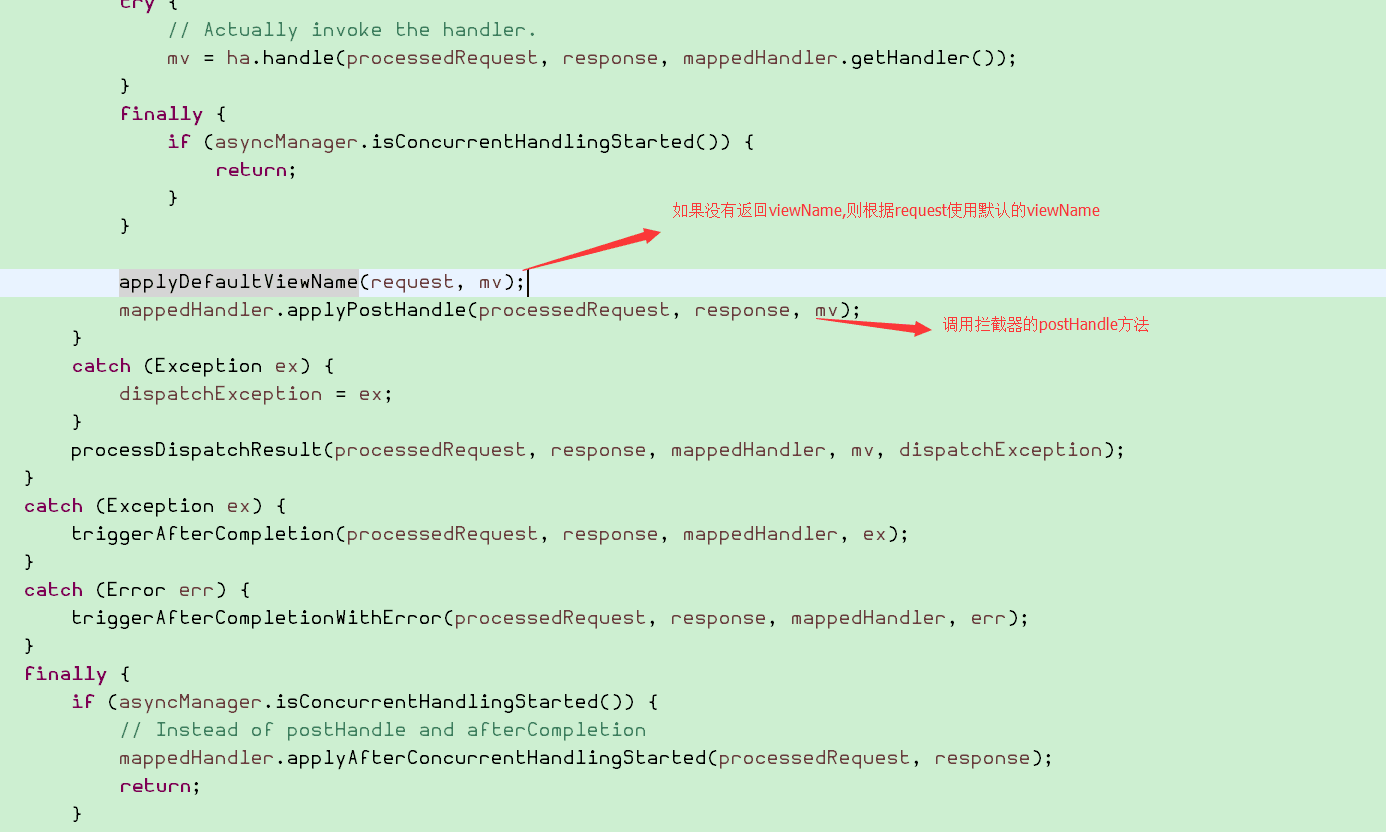 try {
// Actually invoke the handler.
mv = ha.handle(processedRequest, response, mappedHandler.getHandler());
}
finally {
if (asyncManager.isConcurrentHandlingStarted()) {
return;
}
}
如果没有返回viewName,则根据request使用默认的viewName
applyDefaultViewName(request, mv);
mappedHandler.applyPostHandle(processedRequest, response, mv);
调用拦截器的postHandle方法
}
catch (Exception ex) {
dispatchException = ex;
}
processDispatchResult(processedRequest, response, mappedHandler, mv, dispatchException);
}
catch (Exception ex) {
triggerAfterCompletion(processedRequest, response, mappedHandler, ex);
}
catch (Error err) {
triggerAfterCompletionWithError(processedRequest, response, mappedHandler, err);
}
finally {
if (asyncManager.isConcurrentHandlingStarted()) {
// Instead of postHandle and afterCompletion
mappedHandler.applyAfterConcurrentHandlingStarted(processedRequest, response);
return;
}